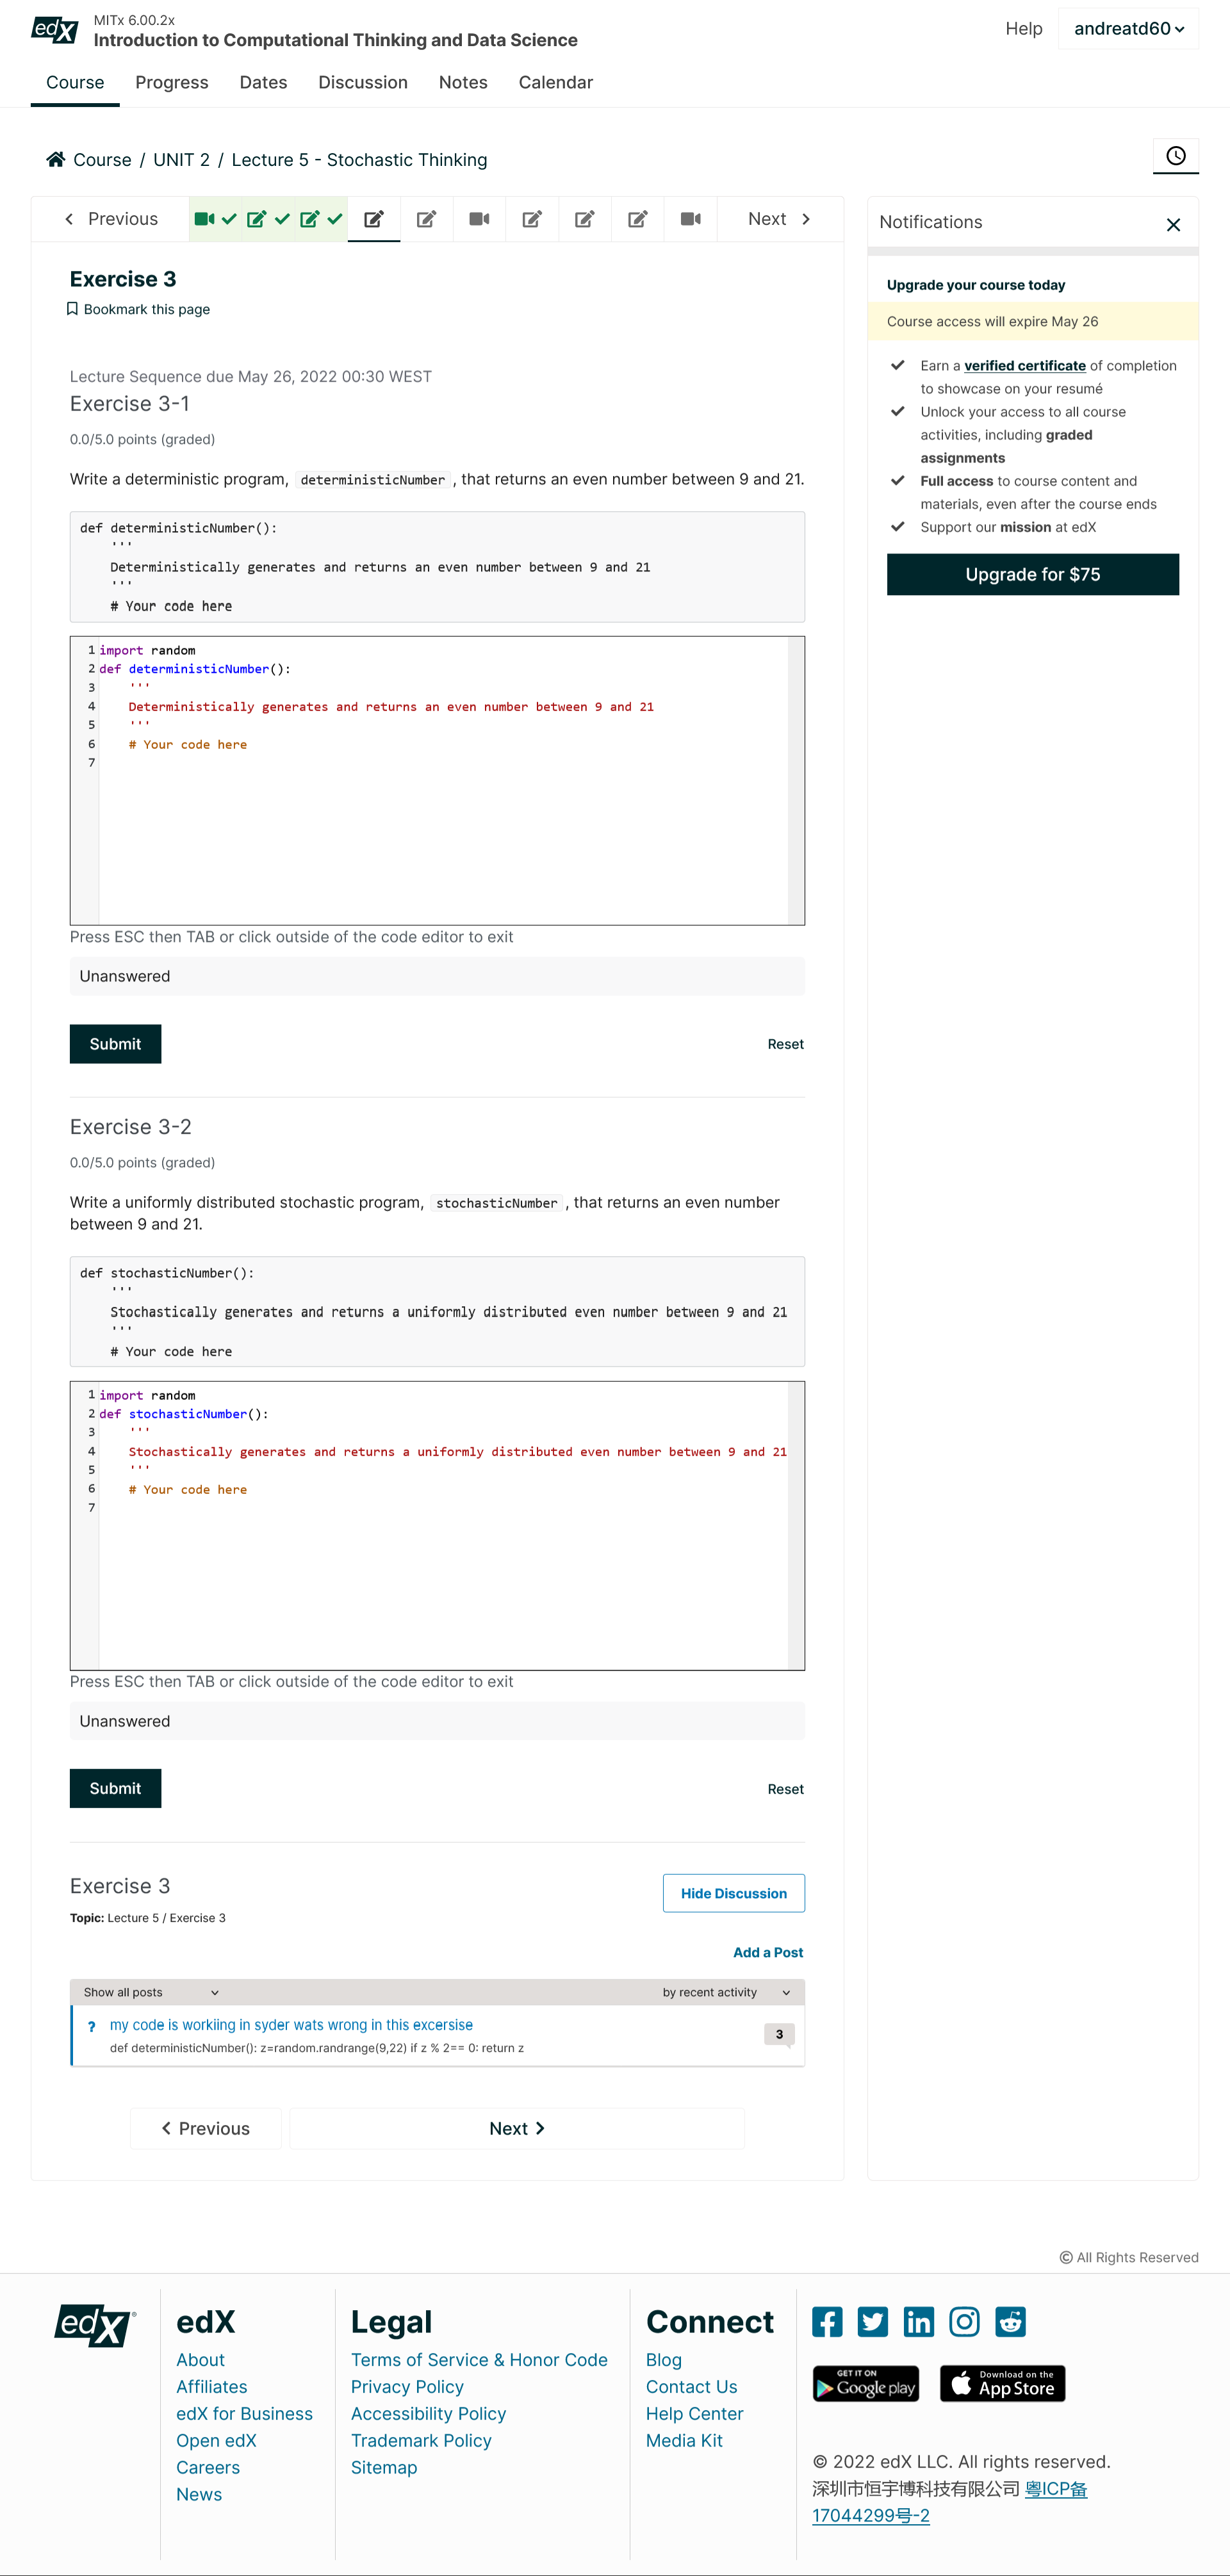 edX
MITx 6.00.2x
Introduction to Computational Thinking and Data Science
Help
andreatd60
Course Progress Dates Discussion Notes Calendar
Course / UNIT 2 / Lecture 5 - Stochastic Thinking
Previous
Next
Exercise 3
Bookmark this page
Lecture Sequence due May 26, 2022 00:30 WEST
Exercise 3-1
0.0/5.0 points (graded)
Write a deterministic program, deterministicNumber, that returns an even number between 9 and 21.
def deterministicNumber():
'''
Deterministically generates and returns an even number between 9 and 21
'''
# Your code here
1 import random
2 def deterministicNumber():
3 '''
4 Deterministically generates and returns an even number between 9 and 21
5 '''
6 # Your code here
7
Press ESC then TAB or click outside of the code editor to exit
Unanswered
Submit
Reset
Exercise 3-2
0.0/5.0 points (graded)
Write a uniformly distributed stochastic program, stochasticNumber, that returns an even number
between 9 and 21.
def stochasticNumber():
'''
Stochastically generates and returns a uniformly distributed even number between 9 and 21
'''
# Your code here
1 import random
2 def stochasticNumber():
3 '''
4 Stochastically generates and returns a uniformly distributed even number between 9 and 21
5 '''
6 # Your code here
7
Press ESC then TAB or click outside of the code editor to exit
Unanswered
Submit
Reset
Exercise 3
Hide Discussion
Topic: Lecture 5 / Exercise 3
Add a Post
Show all posts
by recent activity
? my code is workiing in syder wats wrong in this excersise
3
def deterministicNumber(): z=random.randrange(9,22) if z % 2== 0: return z
Previous
Next
Notifications
Upgrade your course today
Course access will expire May 26
Earn a verified certificate of completion
to showcase on your resumé
Unlock your access to all course
activities, including graded
assignments
Full access to course content and
materials, even after the course ends
Support our mission at edX
Upgrade for $75
© All Rights Reserved
edX®
edX
About
Affiliates
edX for Business
Open edX
Careers
News
Legal
Terms of Service & Honor Code
Privacy Policy
Accessibility Policy
Trademark Policy
Sitemap
Connect
Blog
Contact Us
Help Center
Media Kit
GET IT ON
Google play
Download on the
App Store
© 2022 edX LLC. All rights reserved.
深圳市恒宇博科技有限公司 粤ICP备
17044299号-2